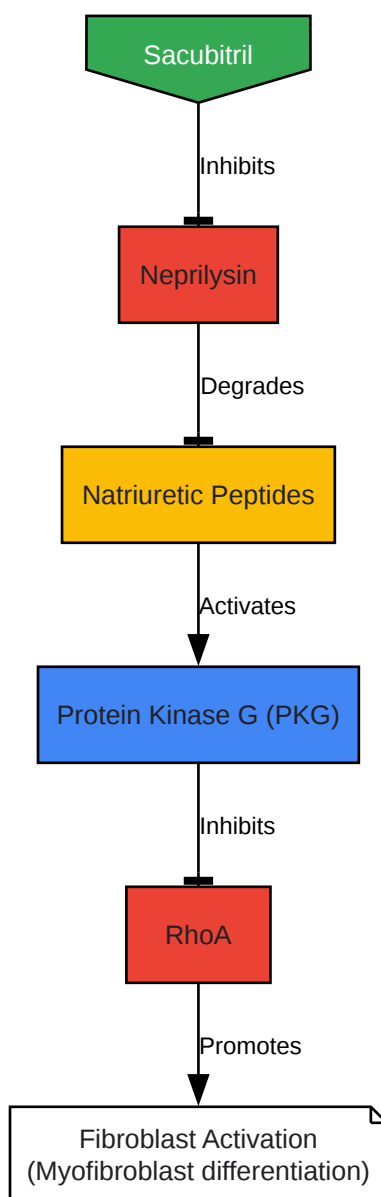 Sacubitril
Inhibits
Neprilysin
Degrades
Natriuretic Peptides
Activates
Protein Kinase G (PKG)
Inhibits
RhoA
Promotes
Fibroblast Activation
(Myofibroblast differentiation)